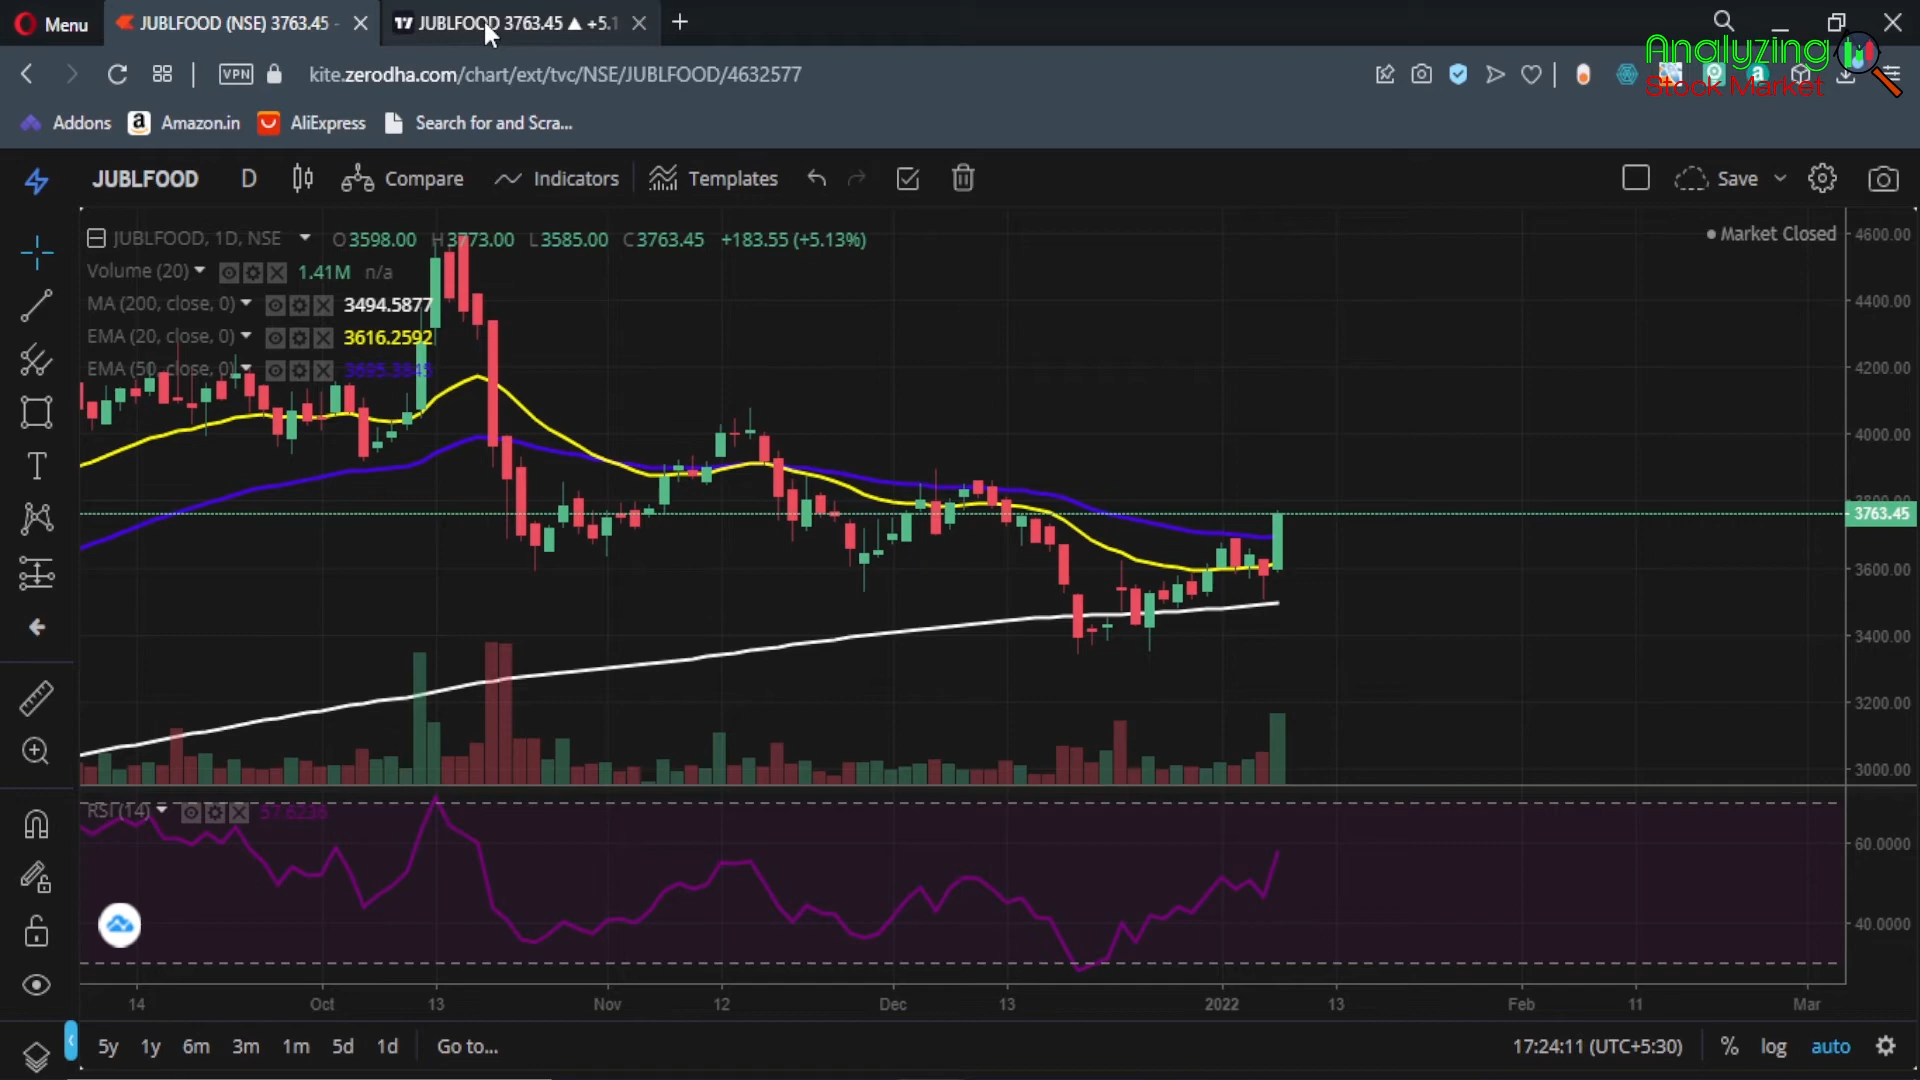 Menu
JUBLFOOD (NSE) 3763.45 -
JUBLFOOD 3763.45 ▲ +5.1
Analyzing
Stock Market
VPN
kite.zerodha.com/chart/ext/tvc/NSE/JUBLFOOD/4632577
Addons
Amazon.in
AliExpress
Search for and Scra...
JUBLFOOD
D
Compare
Indicators
Templates
Save
JUBLFOOD, 1D, NSE O3598.00 H3773.00 L3585.00 C3763.45 +183.55 (+5.13%)
Market Closed
Volume (20) 1.41M n/a
MA (200, close, 0) 3494.5877
EMA (20, close, 0) 3616.2592
EMA (50, close, 0)
4600.00
4400.00
4200.00
4000.00
3800.00
3763.45
3600.00
3400.00
3200.00
3000.00
RSI (14) 57.6236
60.0000
40.0000
14 Oct 13 Nov 12 Dec 13 2022 13 Feb 11 Mar
5y 1y 6m 3m 1m 5d 1d Go to...
17:24:11 (UTC+5:30) % log auto